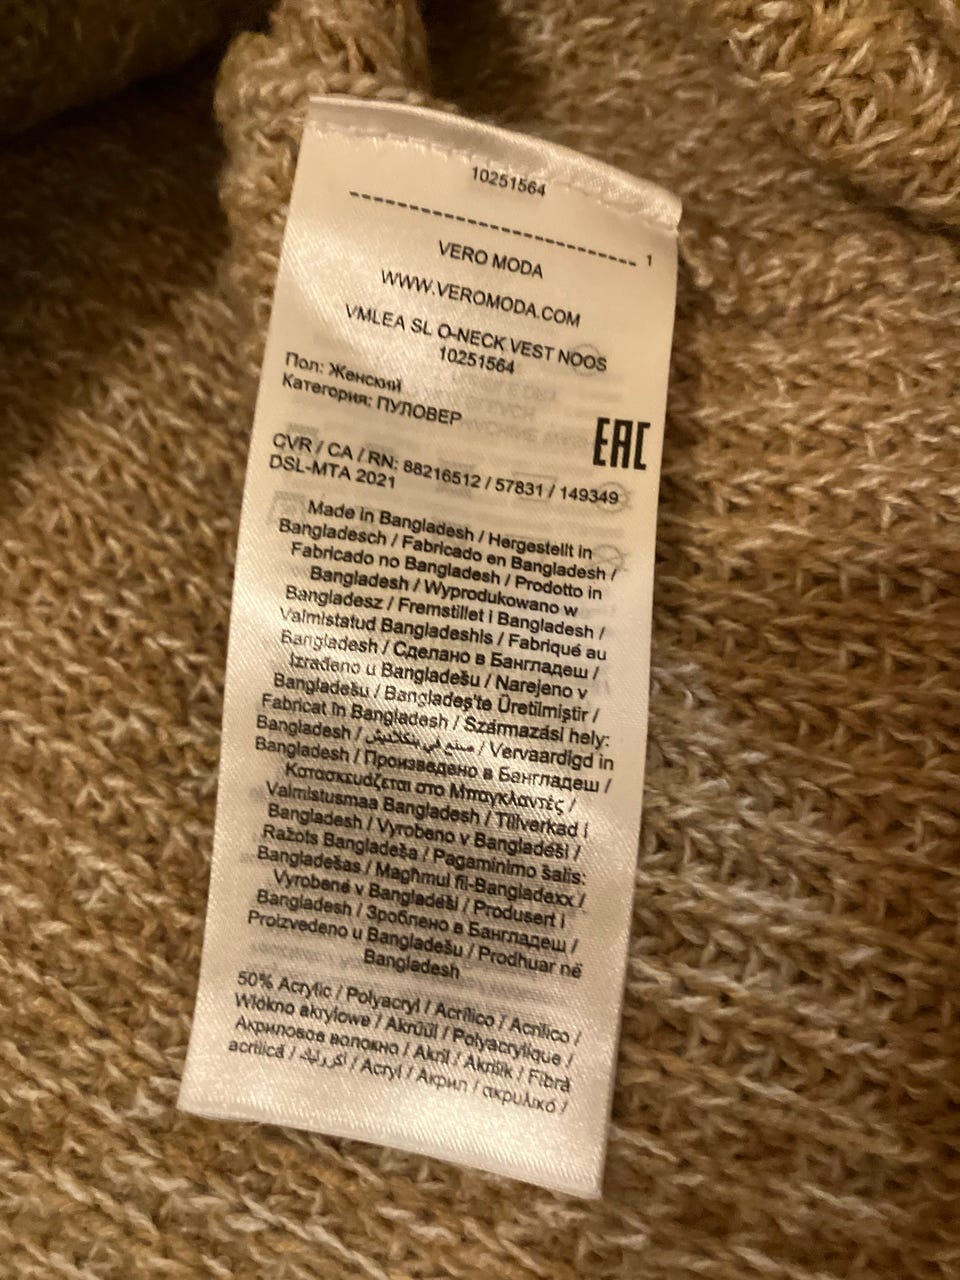 10251564
1
VERO MODA
WWW.VEROMODA.COM
VMLEA SL O-NECK VEST NOOS
10251564
Пол: Женский
Категория: ПУЛОВЕР
EAC
CVR / CA / RN: 88216512 / 57831 / 149349
DSL-MTA 2021
Made in Bangladesh / Hergestellt in
Bangladesch / Fabricado en Bangladesh /
Fabricado no Bangladesh / Prodotto in
Bangladesh / Wyprodukowano w
Bangladesz / Fremstillet i Bangladesh /
Valmistatud Bangladeshis / Fabriqué au
Bangladesh / Сделано в Бангладеш /
Izrađeno u Bangladešu / Narejeno v
Bangladešu / Bangladeş'te Üretilmiştir /
Fabricat în Bangladesh / Származási hely:
Bangladesh / صنع في بنكلاديش / Vervaardigd in
Bangladesh / Произведено в Бангладеш /
Κατασκευάζεται στο Μπαγκλαντές /
Valmistusmaa Bangladesh / Tillverkad i
Bangladesh / Vyrobeno v Bangladéši /
Ražots Bangladeša / Pagaminimo šalis:
Bangladešas / Magħmul fil-Bangladexx /
Vyrobené v Bangladéši / Produsert i
Bangladesh / Зроблено в Бангладеш /
Proizvedeno u Bangladešu / Prodhuar në
Bangladesh
50% Acrylic / Polyacryl / Acrílico / Acrilico /
Włókno akrylowe / Akrüül / Polyacrylique /
Акриловое волокно / Akril / Akrilik / Fibră
acrilică / اكريليك / Acryl / Акрил / ακρυλικό /